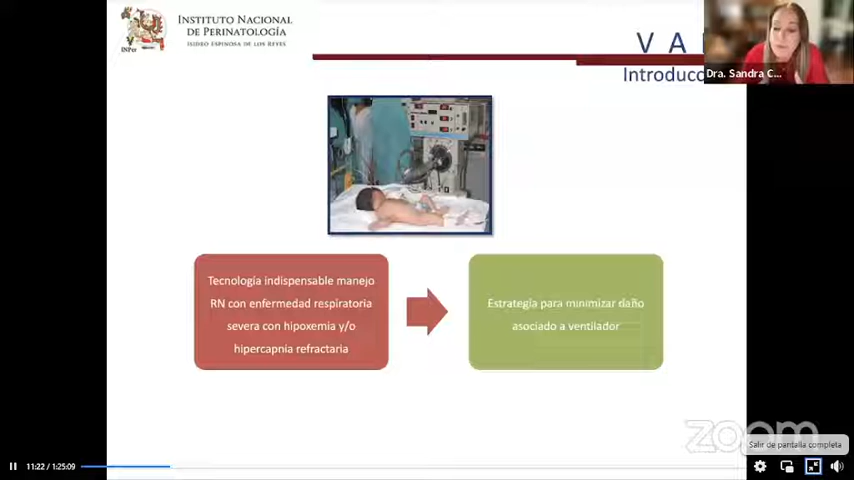 INSTITUTO NACIONAL
DE PERINATOLOGÍA
ISIDRO ESPINOSA DE LOS REYES
INPer
V A
Introducc
Dra. Sandra C...
Tecnología indispensable manejo
RN con enfermedad respiratoria
severa con hipoxemia y/o
hipercapnia refractaria
Estrategia para minimizar daño
asociado a ventilador
zoom
Salir de pantalla completa
11:22 / 1:25:09